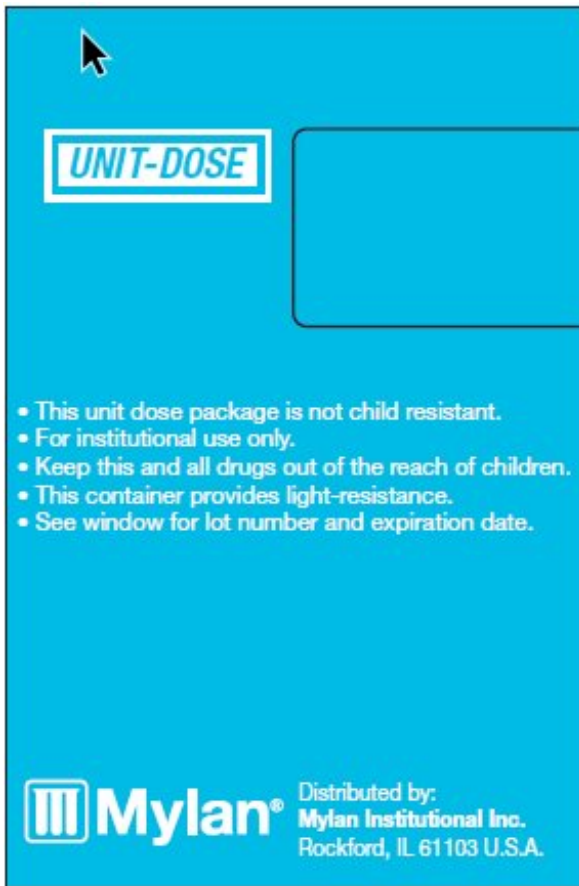 UNIT-DOSE
• This unit dose package is not child resistant.
• For institutional use only.
• Keep this and all drugs out of the reach of children.
• This container provides light-resistance.
• See window for lot number and expiration date.
Mylan®
Distributed by:
Mylan Institutional Inc.
Rockford, IL 61103 U.S.A.